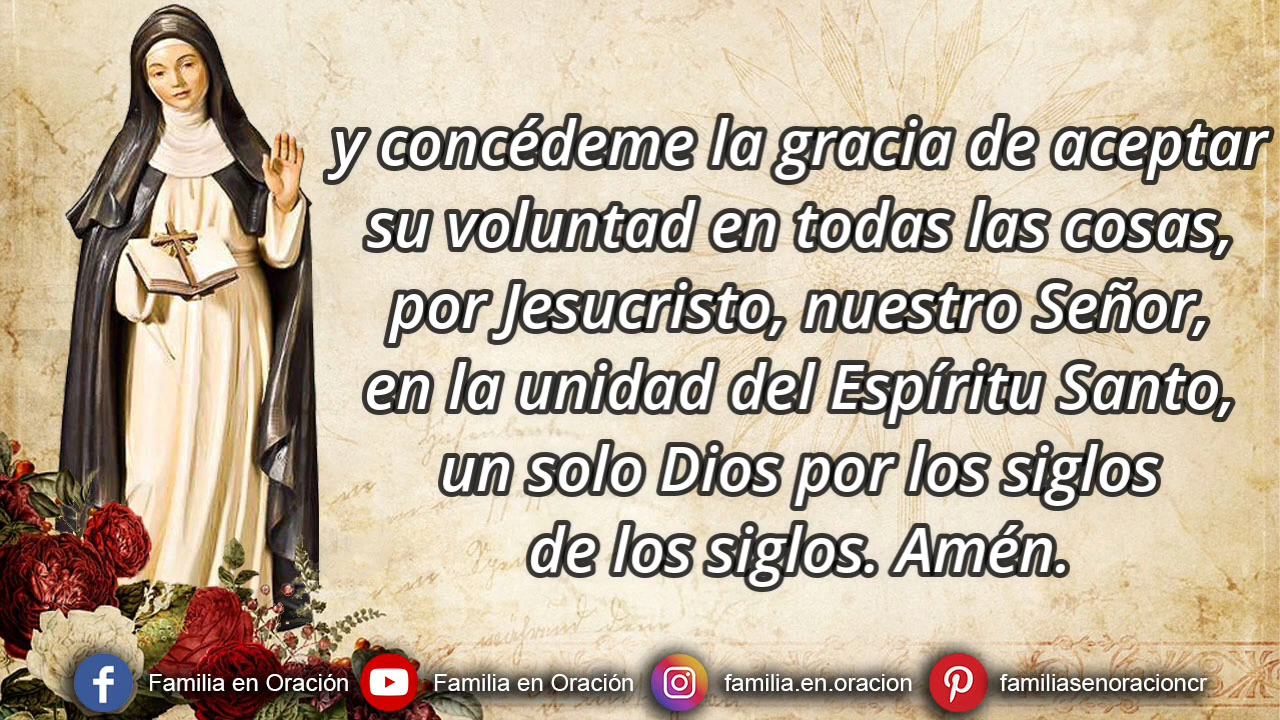 y concédeme la gracia de aceptar
su voluntad en todas las cosas,
por Jesucristo, nuestro Señor,
en la unidad del Espíritu Santo,
un solo Dios por los siglos
de los siglos. Amén.
Familia en Oración
Familia en Oración
familia.en.oracion
familiasenoracioncr